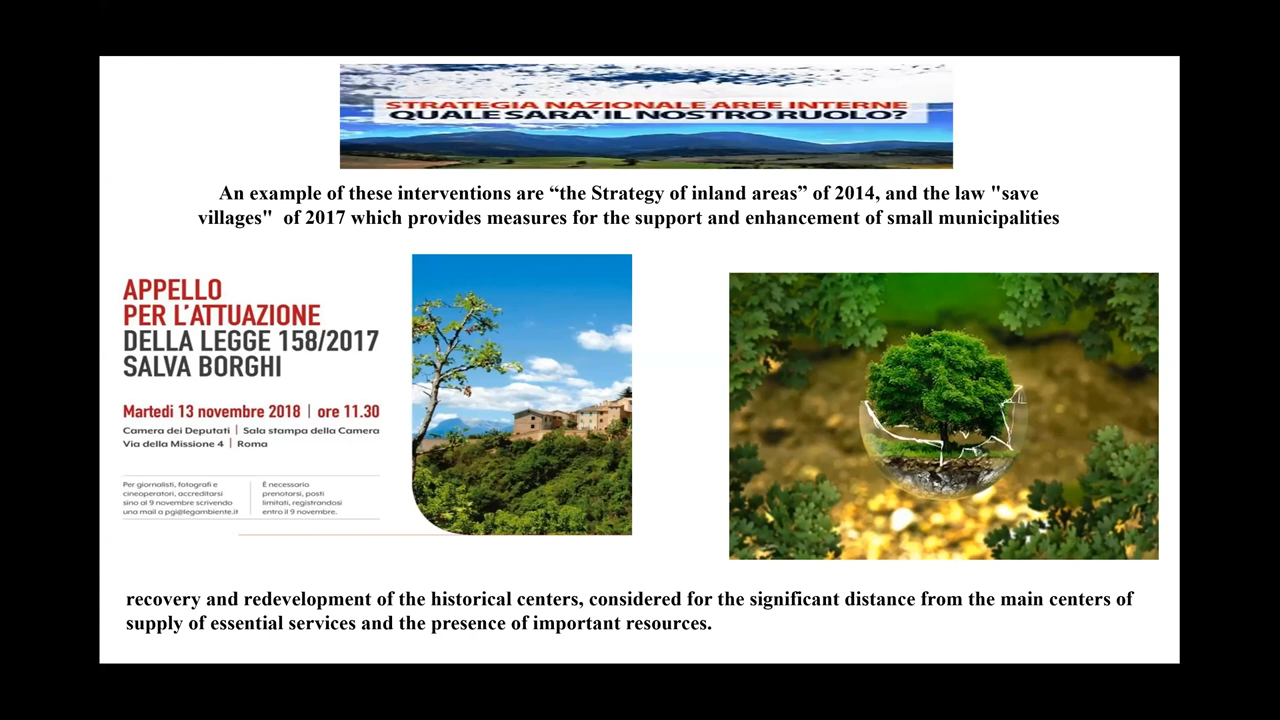 STRATEGIA NAZIONALE AREE INTERNE
QUALE SARA' IL NOSTRO RUOLO?
An example of these interventions are “the Strategy of inland areas” of 2014, and the law "save
villages"  of 2017 which provides measures for the support and enhancement of small municipalities
APPELLO
PER L'ATTUAZIONE
DELLA LEGGE 158/2017
SALVA BORGHI
Martedì 13 novembre 2018 | ore 11.30
Camera dei Deputati | Sala stampa della Camera
Via della Missione 4 | Roma
Per giornalisti, fotografi e
cineoperatori, accreditarsi
sino al 9 novembre scrivendo
una mail a pgi@legambiente.it
È necessario
prenotarsi, posti
limitati, registrandosi
entro il 9 novembre.
recovery and redevelopment of the historical centers, considered for the significant distance from the main centers of
supply of essential services and the presence of important resources.